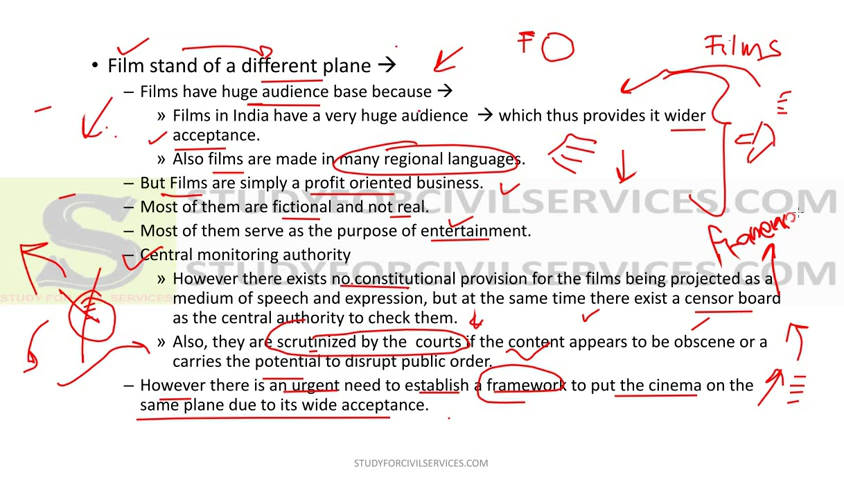 F O
Films
• Film stand of a different plane →
– Films have huge audience base because →
» Films in India have a very huge audience → which thus provides it wider
acceptance.
» Also films are made in many regional languages.
– But Films are simply a profit oriented business.
– Most of them are fictional and not real.
– Most of them serve as the purpose of entertainment.
– Central monitoring authority
» However there exists no constitutional provision for the films being projected as a
medium of speech and expression, but at the same time there exist a censor board
as the central authority to check them.
» Also, they are scrutinized by the courts if the content appears to be obscene or a
carries the potential to disrupt public order.
– However there is an urgent need to establish a framework to put the cinema on the
same plane due to its wide acceptance.
STUDYFORCIVILSERVICES.COM
STUDYFORCIVILSERVICES.COM
STUDY FOR CIVIL SERVICES
STUDYFORCIVILSERVICES.COM